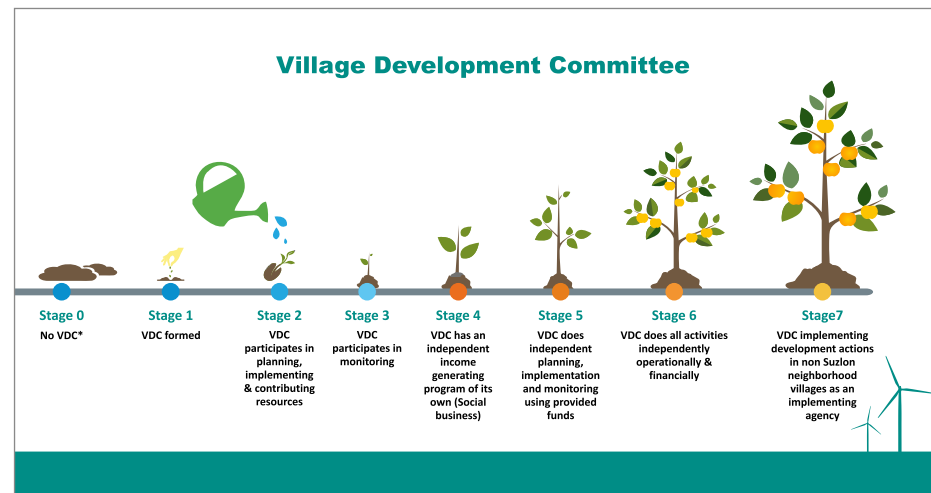 Village Development Committee
Stage 0
No VDC*
Stage 1
VDC formed
Stage 2
VDC
participates in
planning,
implementing
& contributing
resources
Stage 3
VDC
participates in
monitoring
Stage 4
VDC has an
independent
income
generating
program of its
own (Social
business)
Stage 5
VDC does
independent
planning,
implementation
and monitoring
using provided
funds
Stage 6
VDC does all activities
independently
operationally &
financially
Stage7
VDC implementing
development actions
in non Suzlon
neighborhood
villages as an
implementing
agency